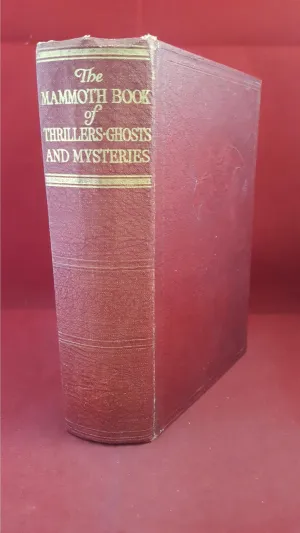 The
MAMMOTH BOOK
of
THRILLERS·GHOSTS
AND MYSTERIES